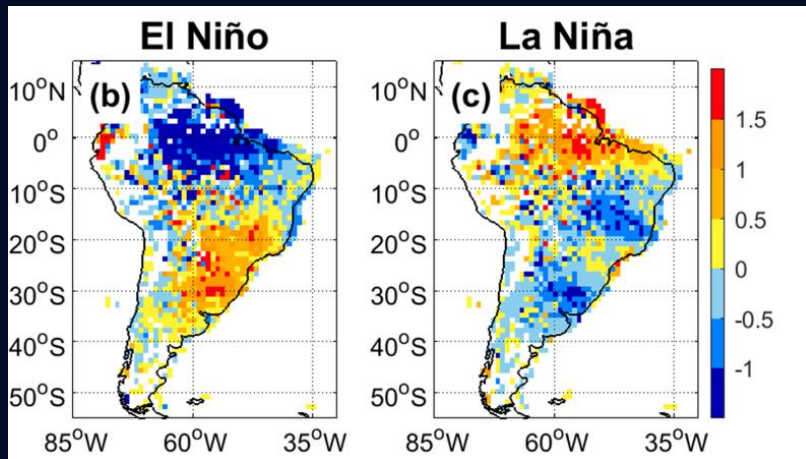 El Niño La Niña
(b) (c)
10°N 10°N
0° 0°
10°S 10°S
20°S 20°S
30°S 30°S
40°S 40°S
50°S 50°S
85°W 60°W 35°W 85°W 60°W 35°W
1.5
1
0.5
0
-0.5
-1